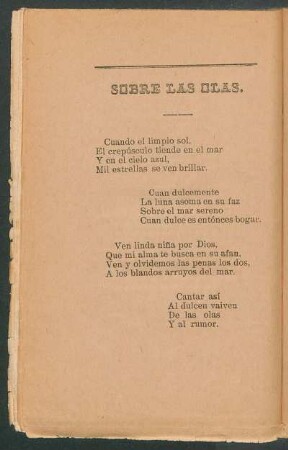 SOBRE LAS OLAS.
Cuando el limpio sol,
El crepúsculo tiende en el mar
Y en el cielo azul,
Mil estrellas se ven brillar.
Cuan dulcemente
La luna asoma en su faz
Sobre el mar sereno
Cuan dulce es entónces bogar.
Ven linda niña por Dios,
Que mi alma te busca en su afan,
Ven y olvidemos las penas los dos,
A los blandos arruyos del mar.
Cantar así
Al dulcen vaiven
De las olas
Y al rumor.